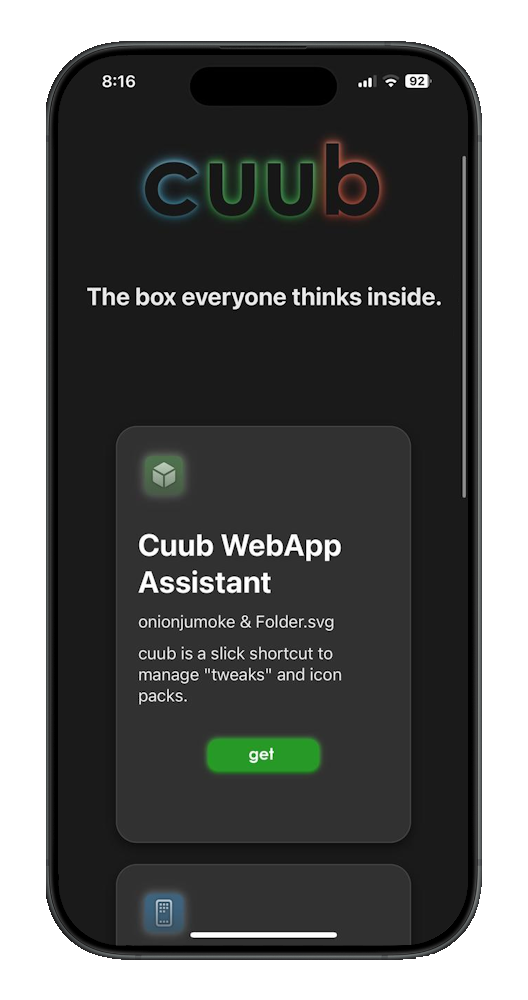 8:16
92
cuub
The box everyone thinks inside.
Cuub WebApp
Assistant
onionjumoke & Folder.svg
cuub is a slick shortcut to
manage "tweaks" and icon
packs.
get